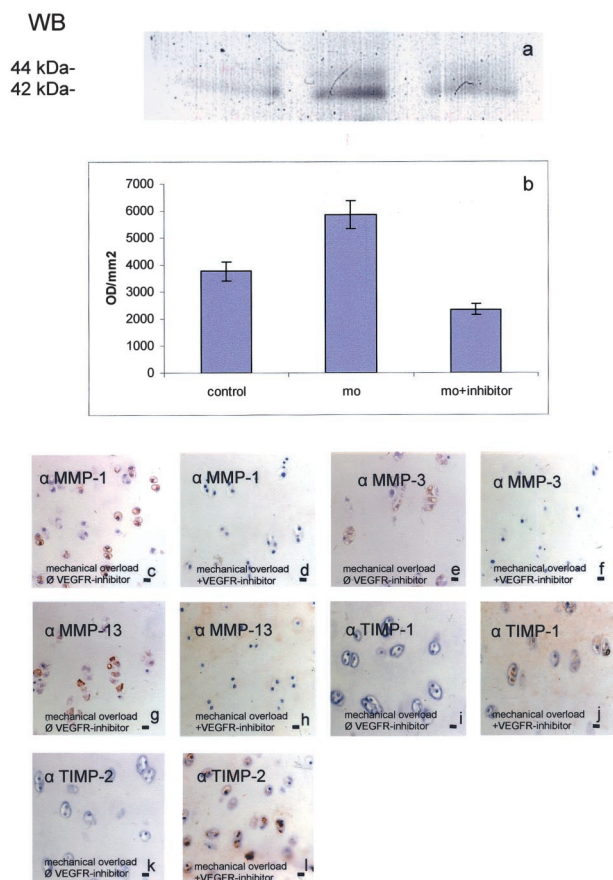 WB
a
44 kDa-
42 kDa-
b
7000
6000
5000
4000
3000
2000
1000
0
OD/mm2
control mo mo+inhibitor
α MMP-1
mechanical overload
Ø VEGFR-inhibitor
c
α MMP-1
mechanical overload
+VEGFR-inhibitor
d
α MMP-3
mechanical overload
Ø VEGFR-inhibitor
e
α MMP-3
mechanical overload
+VEGFR-inhibitor
f
α MMP-13
mechanical overload
Ø VEGFR-inhibitor
g
α MMP-13
mechanical overload
+VEGFR-inhibitor
h
α TIMP-1
mechanical overload
Ø VEGFR-inhibitor
i
α TIMP-1
mechanical overload
+VEGFR-inhibitor
j
α TIMP-2
mechanical overload
Ø VEGFR-inhibitor
k
α TIMP-2
mechanical overload
+VEGFR-inhibitor
l